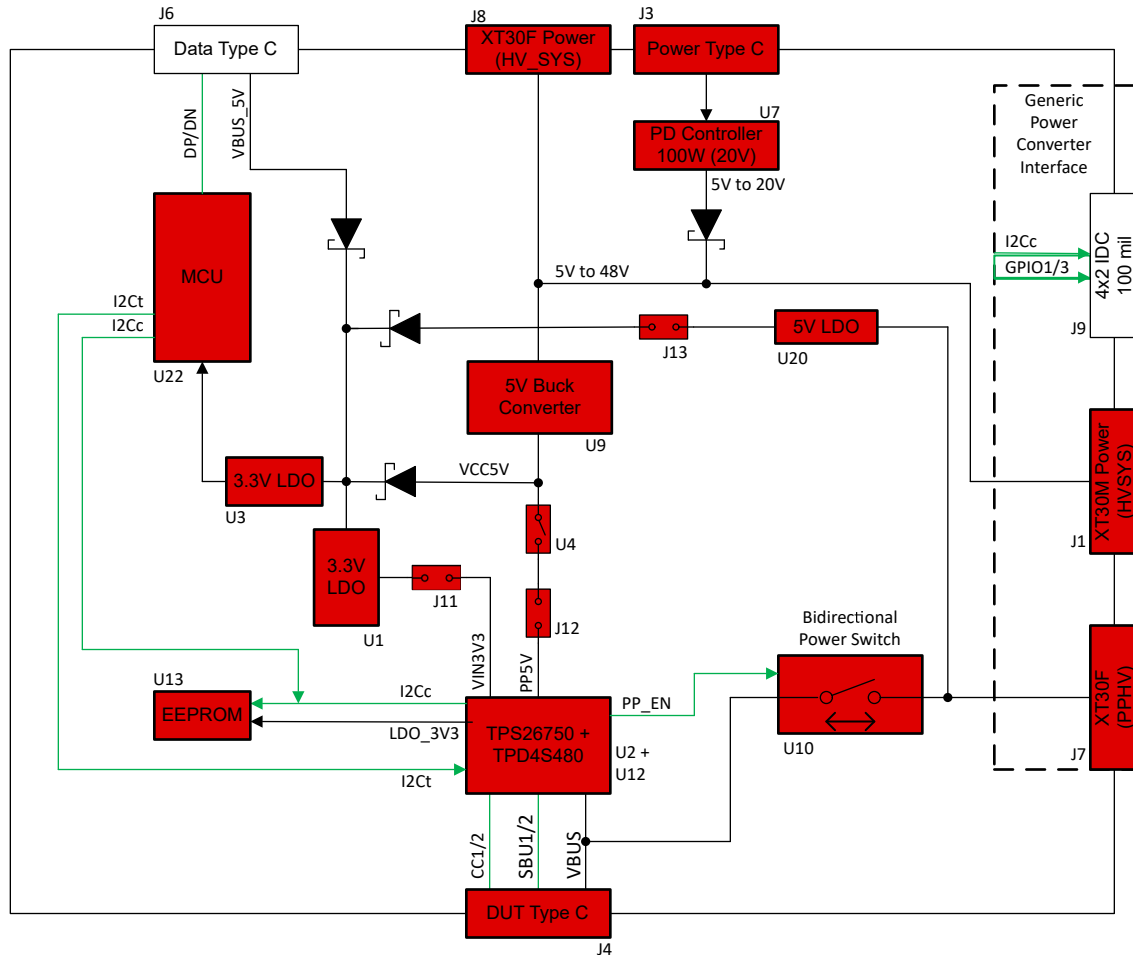 J6
J8
J3
Data Type C
XT30F Power
(HV_SYS)
Power Type C
DP/DN
VBUS_5V
U7
PD Controller
100W (20V)
5V to 20V
Generic
Power
Converter
Interface
MCU
I2Cc
GPIO1/3
4x2 IDC
100 mil
J9
5V to 48V
I2Ct
I2Cc
U22
J13
5V LDO
U20
5V Buck
Converter
U9
XT30M Power
(HVSYS)
J1
3.3V LDO
U3
VCC5V
U4
3.3V
LDO
U1
J11
J12
VIN3V3
PP5V
Bidirectional
Power Switch
U13
EEPROM
I2Cc
LDO_3V3
I2Ct
TPS26750 +
TPD4S480
PP_EN
U2 +
U12
U10
XT30F
(PPHV)
J7
CC1/2
SBU1/2
VBUS
DUT Type C
J4